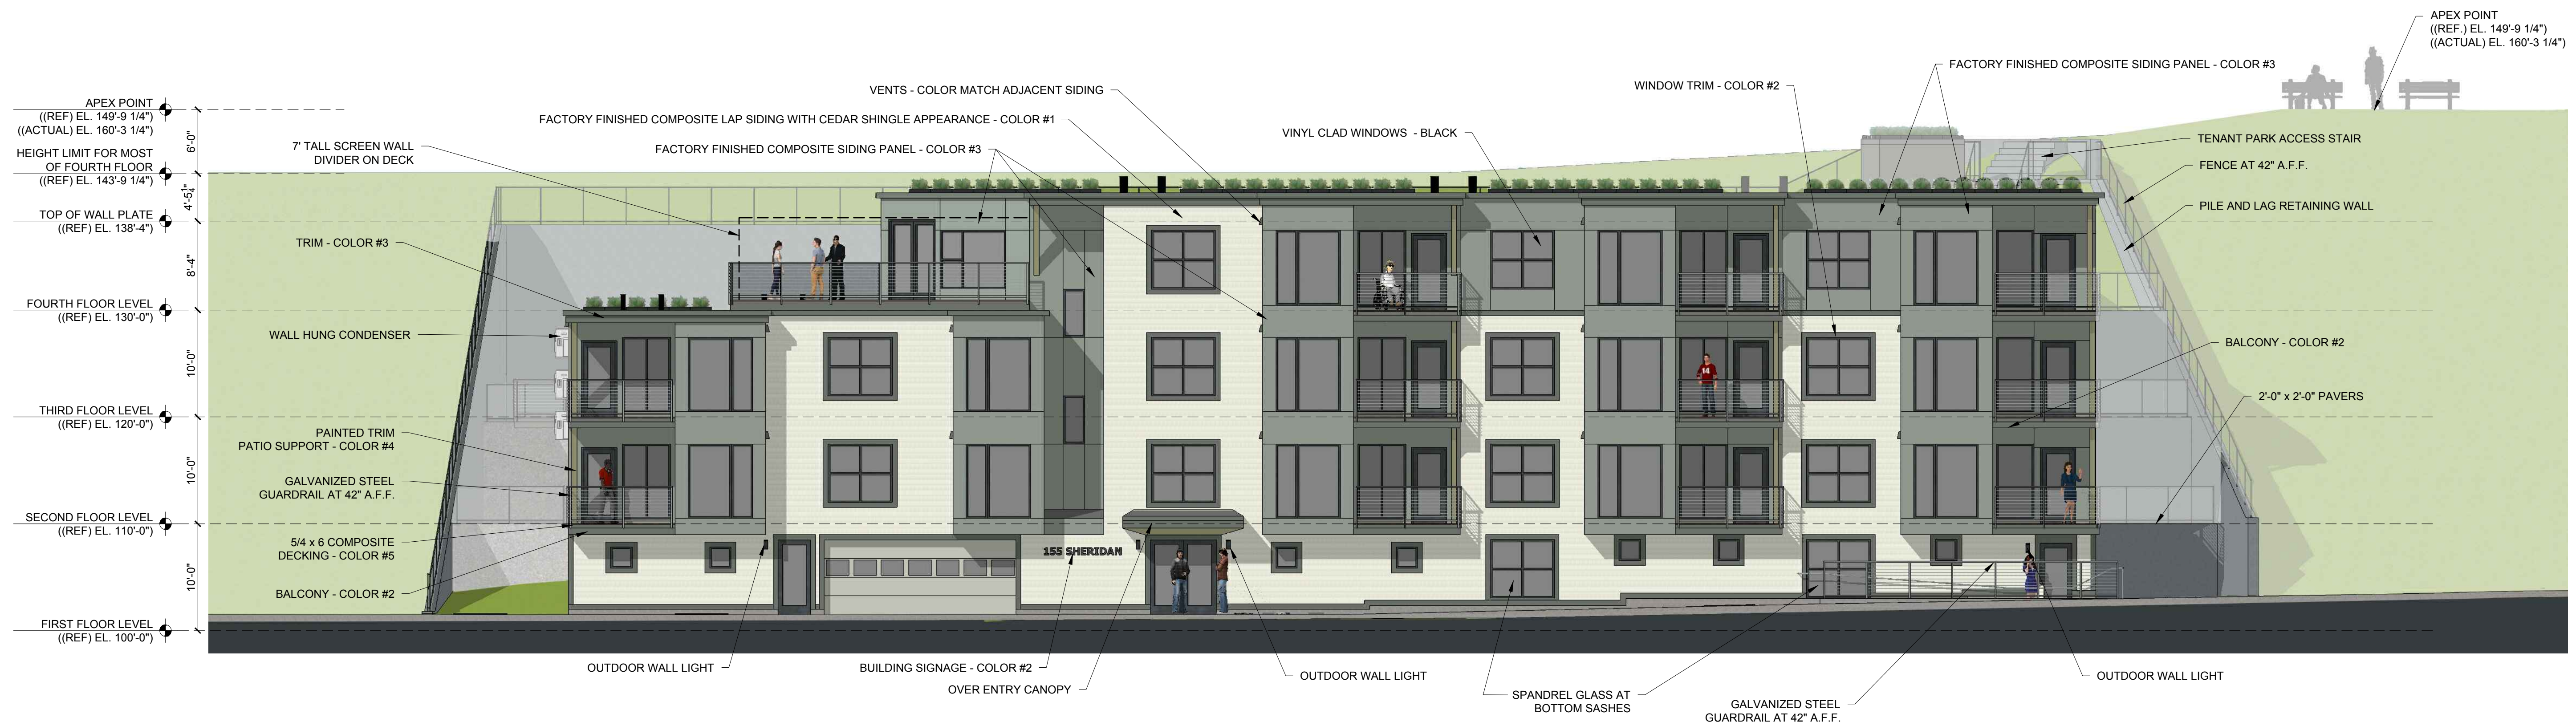 APEX POINT
((REF.) EL. 149'-9 1/4")
((ACTUAL) EL. 160'-3 1/4")
FACTORY FINISHED COMPOSITE SIDING PANEL - COLOR #3
WINDOW TRIM - COLOR #2
VENTS - COLOR MATCH ADJACENT SIDING
APEX POINT
((REF) EL. 149'-9 1/4")
((ACTUAL) EL. 160'-3 1/4")
6'-0"
FACTORY FINISHED COMPOSITE LAP SIDING WITH CEDAR SHINGLE APPEARANCE - COLOR #1
VINYL CLAD WINDOWS - BLACK
TENANT PARK ACCESS STAIR
7' TALL SCREEN WALL
DIVIDER ON DECK
FACTORY FINISHED COMPOSITE SIDING PANEL - COLOR #3
HEIGHT LIMIT FOR MOST
OF FOURTH FLOOR
((REF) EL. 143'-9 1/4")
FENCE AT 42" A.F.F.
4'-5 1/4"
PILE AND LAG RETAINING WALL
TOP OF WALL PLATE
((REF) EL. 138'-4")
TRIM - COLOR #3
8'-4"
FOURTH FLOOR LEVEL
((REF) EL. 130'-0")
WALL HUNG CONDENSER
BALCONY - COLOR #2
10'-0"
14
2'-0" x 2'-0" PAVERS
THIRD FLOOR LEVEL
((REF) EL. 120'-0")
PAINTED TRIM
PATIO SUPPORT - COLOR #4
10'-0"
GALVANIZED STEEL
GUARDRAIL AT 42" A.F.F.
SECOND FLOOR LEVEL
((REF) EL. 110'-0")
5/4 x 6 COMPOSITE
DECKING - COLOR #5
155 SHERIDAN
10'-0"
BALCONY - COLOR #2
FIRST FLOOR LEVEL
((REF) EL. 100'-0")
OUTDOOR WALL LIGHT
BUILDING SIGNAGE - COLOR #2
OVER ENTRY CANOPY
OUTDOOR WALL LIGHT
SPANDREL GLASS AT
BOTTOM SASHES
GALVANIZED STEEL
GUARDRAIL AT 42" A.F.F.
OUTDOOR WALL LIGHT